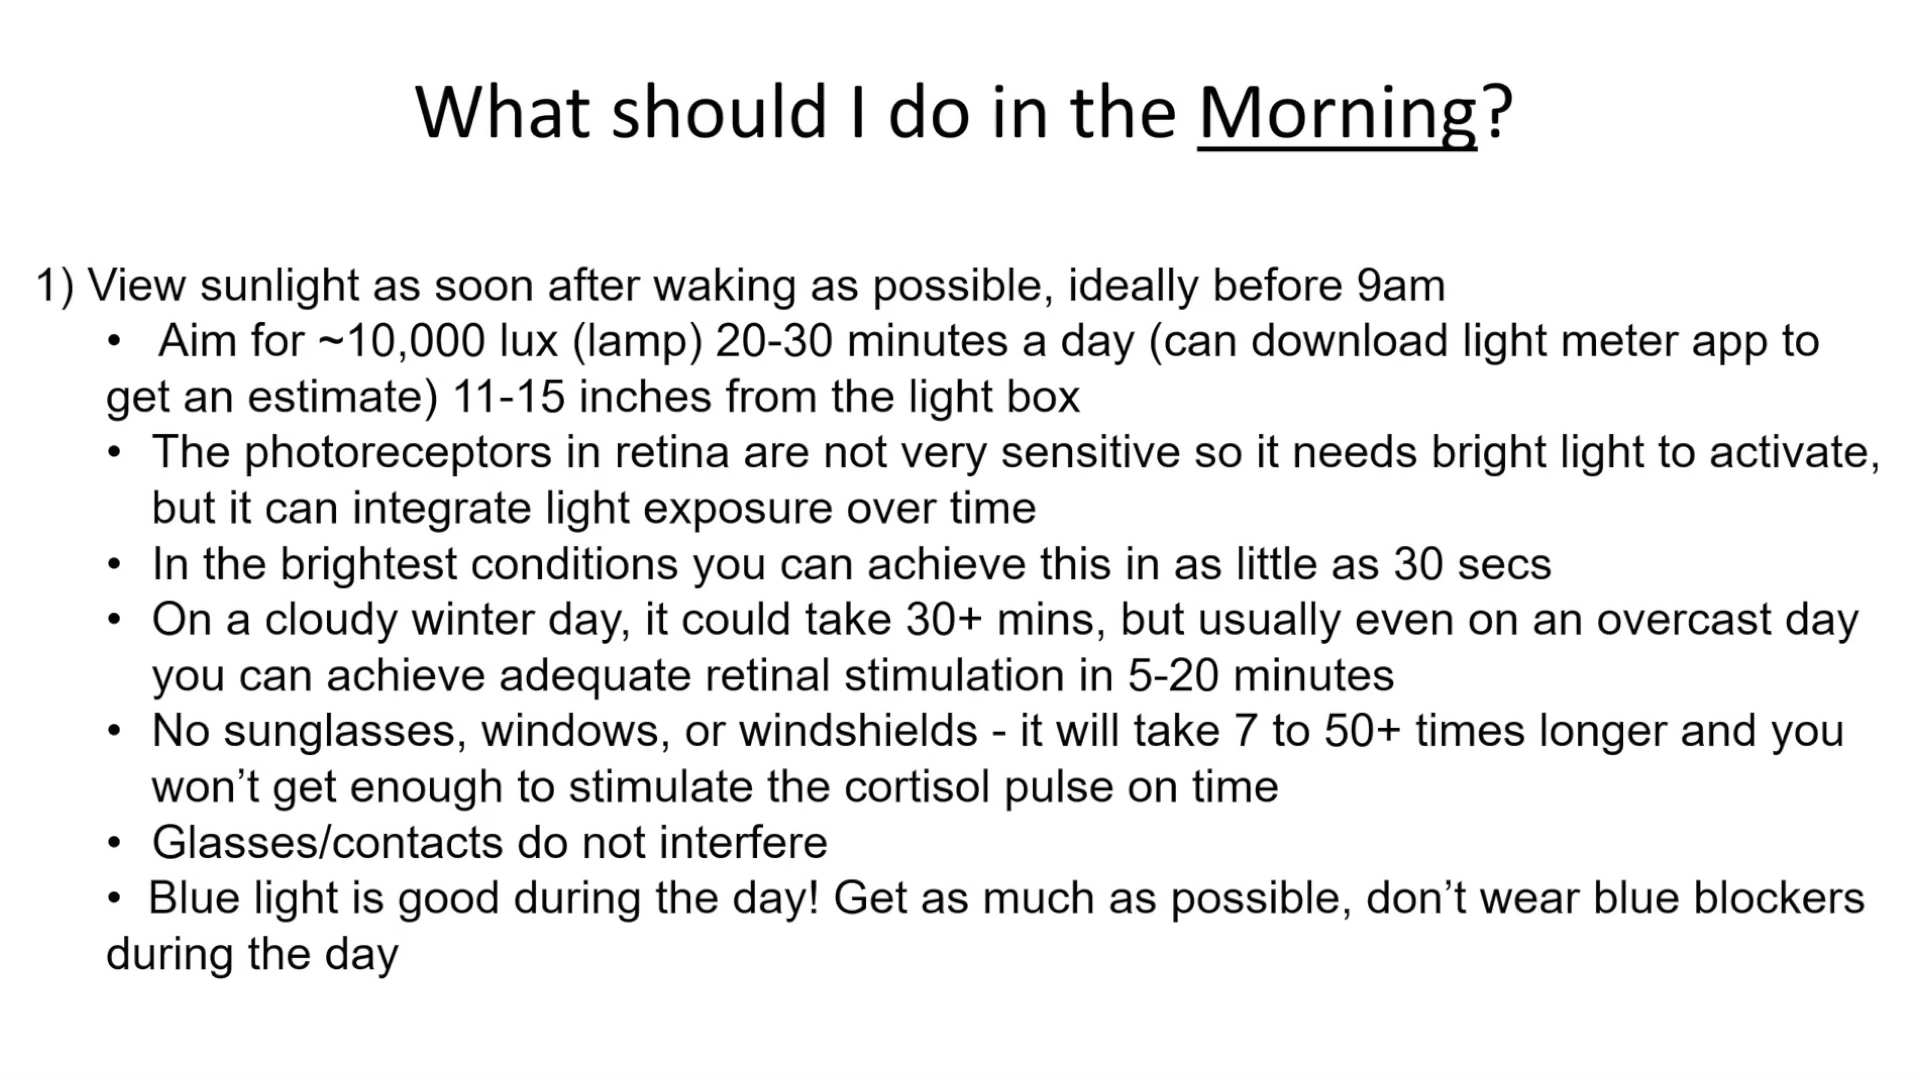 What should I do in the Morning?
1) View sunlight as soon after waking as possible, ideally before 9am
• Aim for ~10,000 lux (lamp) 20-30 minutes a day (can download light meter app to
get an estimate) 11-15 inches from the light box
• The photoreceptors in retina are not very sensitive so it needs bright light to activate,
but it can integrate light exposure over time
• In the brightest conditions you can achieve this in as little as 30 secs
• On a cloudy winter day, it could take 30+ mins, but usually even on an overcast day
you can achieve adequate retinal stimulation in 5-20 minutes
• No sunglasses, windows, or windshields - it will take 7 to 50+ times longer and you
won’t get enough to stimulate the cortisol pulse on time
• Glasses/contacts do not interfere
• Blue light is good during the day! Get as much as possible, don’t wear blue blockers
during the day